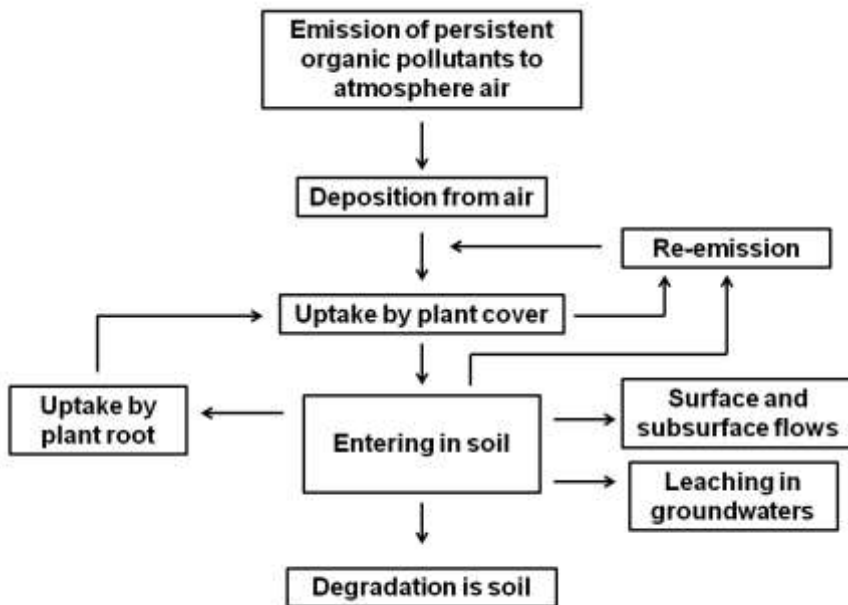 Emission of persistent
organic pollutants to
atmosphere air
Deposition from air
Re-emission
Uptake by plant cover
Uptake by
plant root
Entering in soil
Surface and
subsurface flows
Leaching in
groundwaters
Degradation is soil